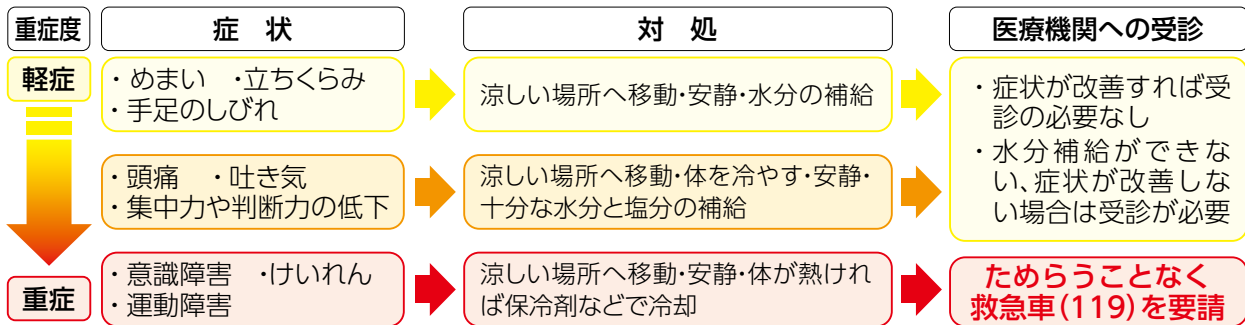 重症度
症　状
対　処
医療機関への受診
軽症
・めまい　・立ちくらみ
・手足のしびれ
涼しい場所へ移動・安静・水分の補給
・症状が改善すれば受
診の必要なし
・水分補給ができな
い、症状が改善しな
い場合は受診が必要
・頭痛　・吐き気
・集中力や判断力の低下
涼しい場所へ移動・体を冷やす・安静・
十分な水分と塩分の補給
重症
・意識障害　・けいれん
・運動障害
涼しい場所へ移動・安静・体が熱けれ
ば保冷剤などで冷却
ためらうことなく
救急車(119)を要請